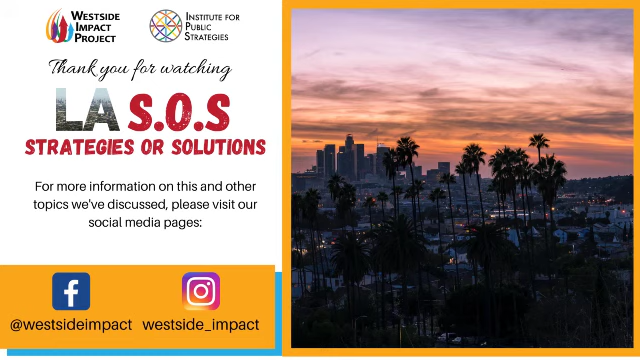 Westside
Impact
Project
Institute for
Public
Strategies
Thank you for watching
LA S.O.S
STRATEGIES OR SOLUTIONS
For more information on this and other
topics we've discussed, please visit our
social media pages:
@westsideimpact westside_impact